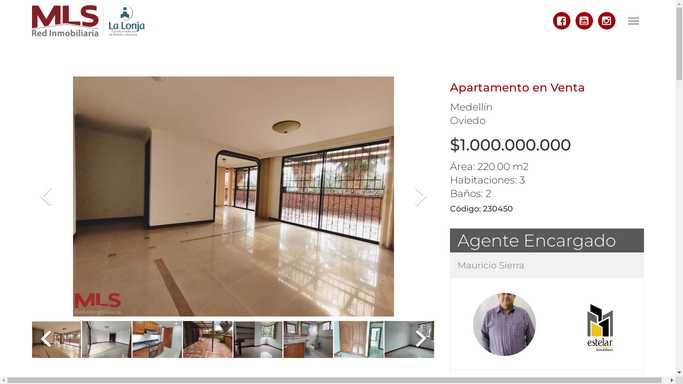 MLS
Red Inmobiliaria
La Lonja
Apartamento en Venta
Medellín
Oviedo
$1.000.000.000
Área: 220.00 m2
Habitaciones: 3
Baños: 2
Código: 230450
MLS
Agente Encargado
Mauricio Sierra
estelar